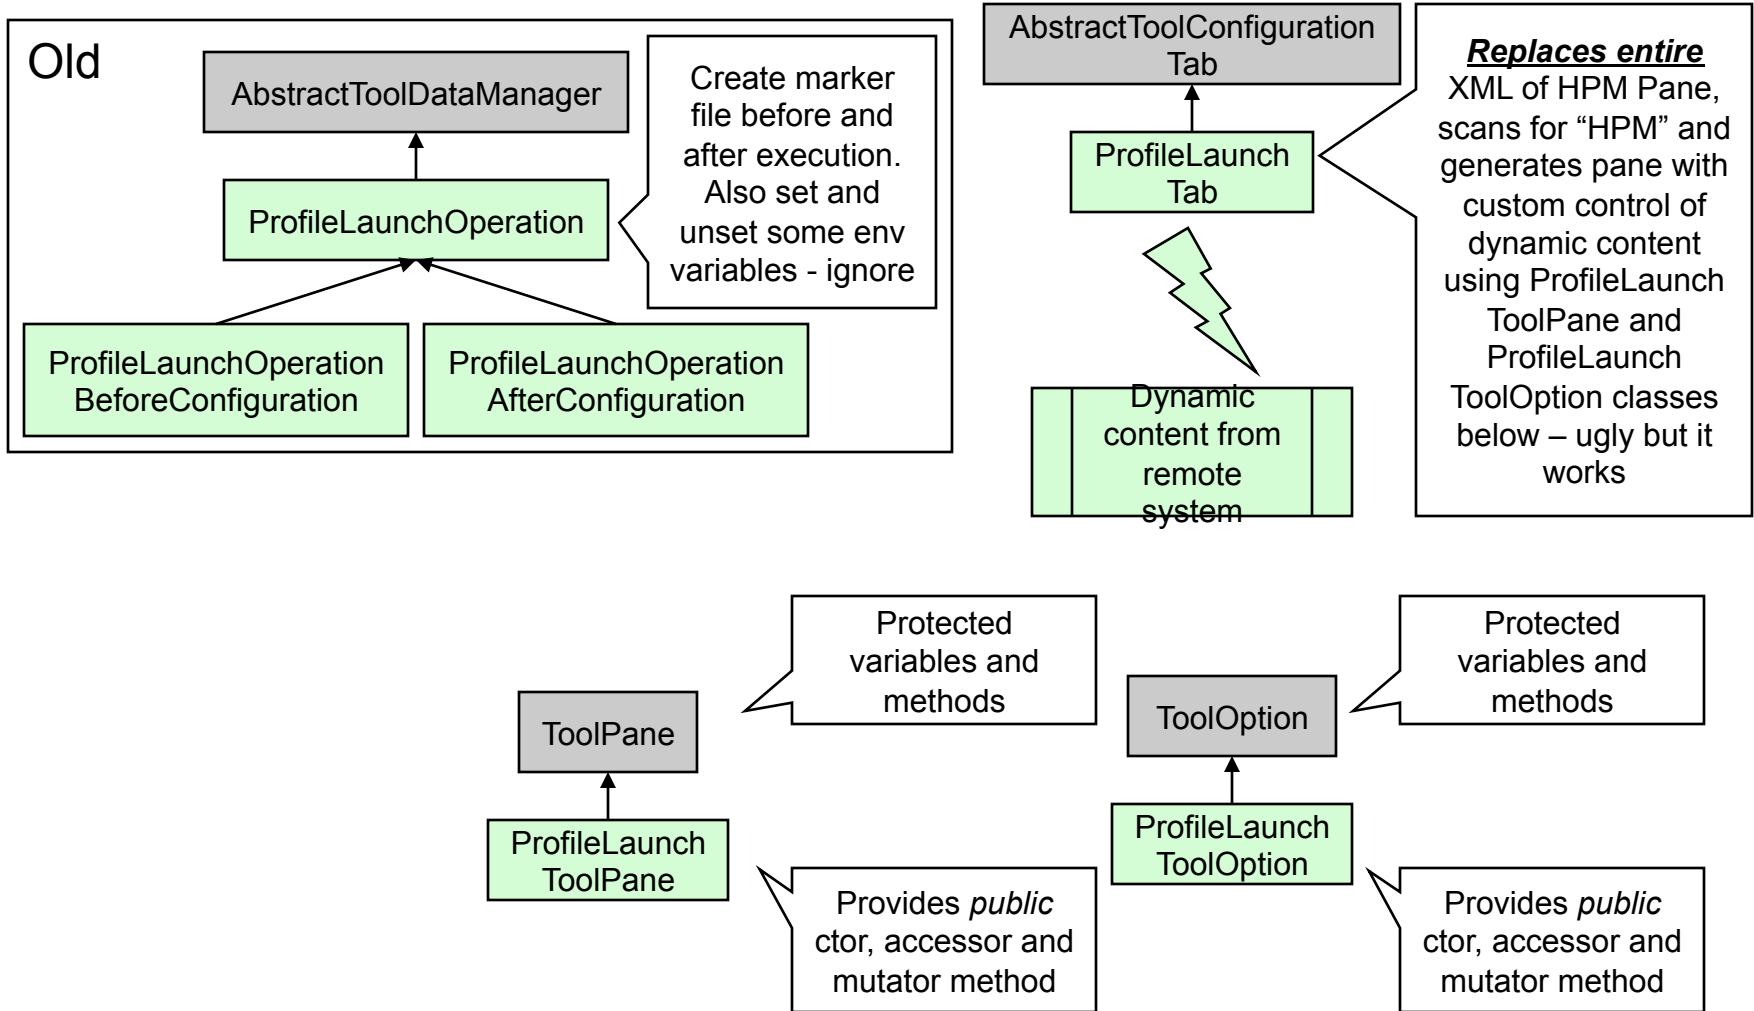 Old
AbstractToolDataManager
ProfileLaunchOperation
ProfileLaunchOperation
BeforeConfiguration
ProfileLaunchOperation
AfterConfiguration
Create marker
file before and
after execution.
Also set and
unset some env
variables - ignore
AbstractToolConfiguration
Tab
ProfileLaunch
Tab
Dynamic
content from
remote
system
Replaces entire
XML of HPM Pane,
scans for “HPM” and
generates pane with
custom control of
dynamic content
using ProfileLaunch
ToolPane and
ProfileLaunch
ToolOption classes
below – ugly but it
works
ToolPane
Protected
variables and
methods
ProfileLaunch
ToolPane
Provides public
ctor, accessor and
mutator method
ToolOption
Protected
variables and
methods
ProfileLaunch
ToolOption
Provides public
ctor, accessor and
mutator method